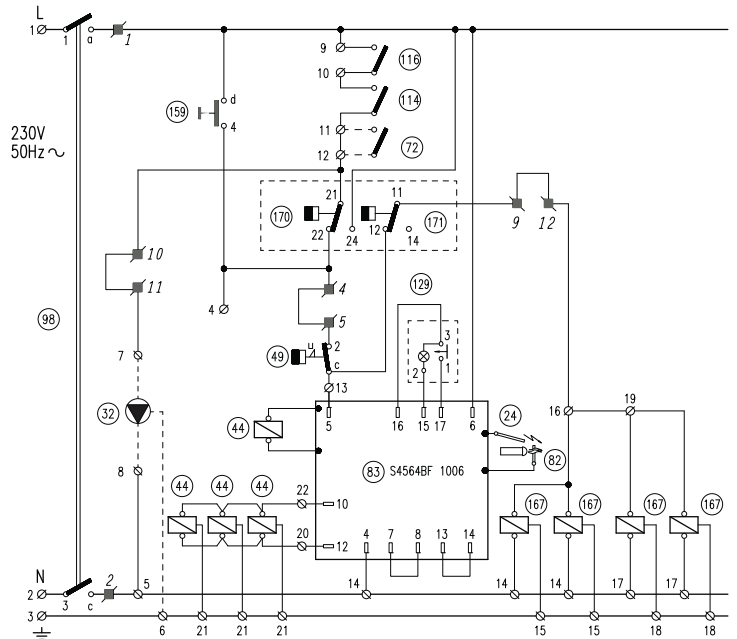 L
1 1 a 1
9
116
10
d
159
114
4
230V
50Hz
11
72
12
21 11
170 171
22 24 12 14
9 12
10
4
129
11
4
98
5
3
u 2
49
7
c
2 1
13
24
32
44
5 16 15 17 6
16
19
82
83 S4564BF 1006
8
44 44 44
22
10
167 167 167 167
20
12
4 7 8 13 14
N
2 3 c 2 5
14 14 14 17 17
3
6 21 21 21
15 15 18 18